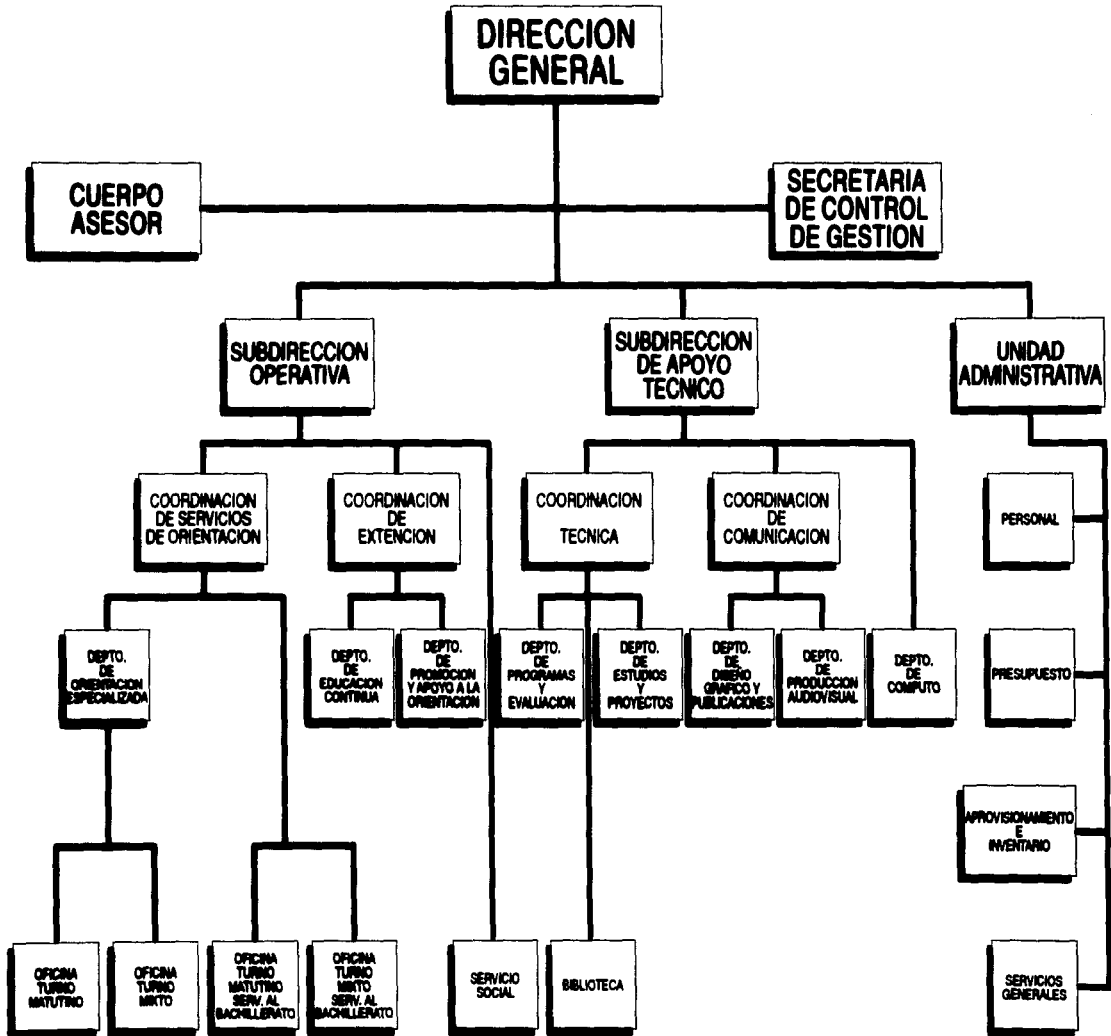 DIRECCION
GENERAL
CUERPO
ASESOR
SECRETARIA
DE CONTROL
DE GESTION
SUBDIRECCION
OPERATIVA
SUBDIRECCION
DE APOYO
TECNICO
UNIDAD
ADMINISTRATIVA
COORDINACION
DE SERVICIOS
DE ORIENTACION
COORDINACION
DE
EXTENCION
COORDINACION
TECNICA
COORDINACION
DE
COMUNICACION
PERSONAL
DEPTO.
DE
ORIENTACION
ESPECIALIZADA
DEPTO.
DE
EDUCACION
CONTINUA
DEPTO.
DE
PROMOCION
Y APOYO A LA
ORIENTACION
DEPTO.
DE
PROGRAMAS
Y
EVALUACION
DEPTO.
DE
ESTUDIOS
Y
PROYECTOS
DEPTO.
DE
DISEÑO
GRAFICO Y
PUBLICACIONES
DEPTO.
DE
PRODUCCION
AUDIOVISUAL
DEPTO.
DE COMPUTO
PRESUPUESTO
APROVISIONAMIENTO
E
INVENTARIO
OFICINA
TURNO
MATUTINO
OFICINA
TURNO
MIXTO
OFICINA
TURNO
MATUTINO
SERV. AL
BACHILLERATO
OFICINA
TURNO
MIXTO
SERV. AL
BACHILLERATO
SERVICIO
SOCIAL
BIBLIOTECA
SERVICIOS
GENERALES